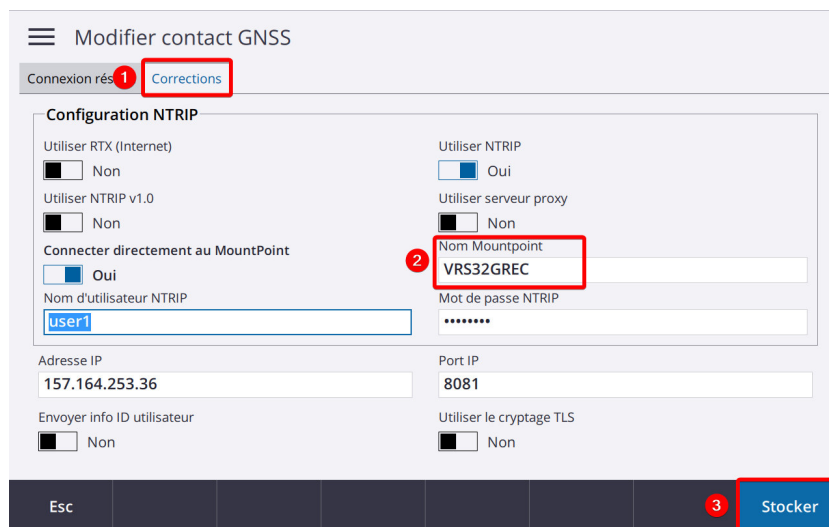 Modifier contact GNSS
Connexion rés 1 Corrections
Configuration NTRIP
Utiliser RTX (Internet) Utiliser NTRIP
Non Oui
Utiliser NTRIP v1.0 Utiliser serveur proxy
Non Non
Connecter directement au MountPoint Nom Mountpoint
Oui 2 VRS32GREC
Nom d'utilisateur NTRIP Mot de passe NTRIP
user1 ••••••••
Adresse IP Port IP
157.164.253.36 8081
Envoyer info ID utilisateur Utiliser le cryptage TLS
Non Non
Esc 3 Stocker